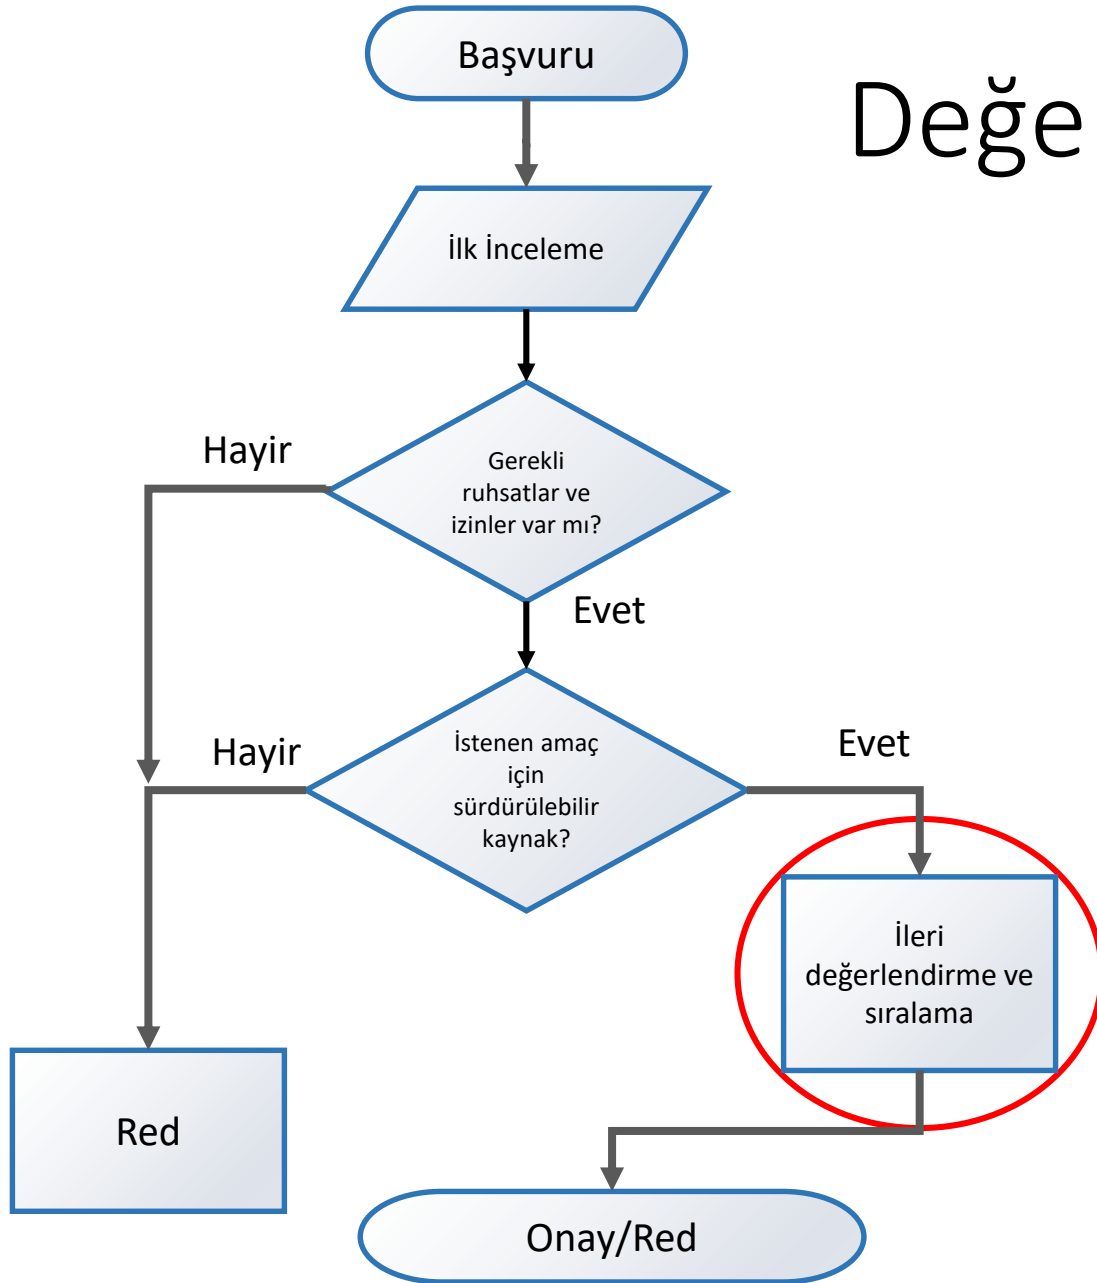 Başvuru
Değe
İlk İnceleme
Hayir
Gerekli
ruhsatlar ve
izinler var mı?
Evet
Hayir
İstenen amaç
için
sürdürülebilir
kaynak?
Evet
İleri
değerlendirme ve
sıralama
Red
Onay/Red